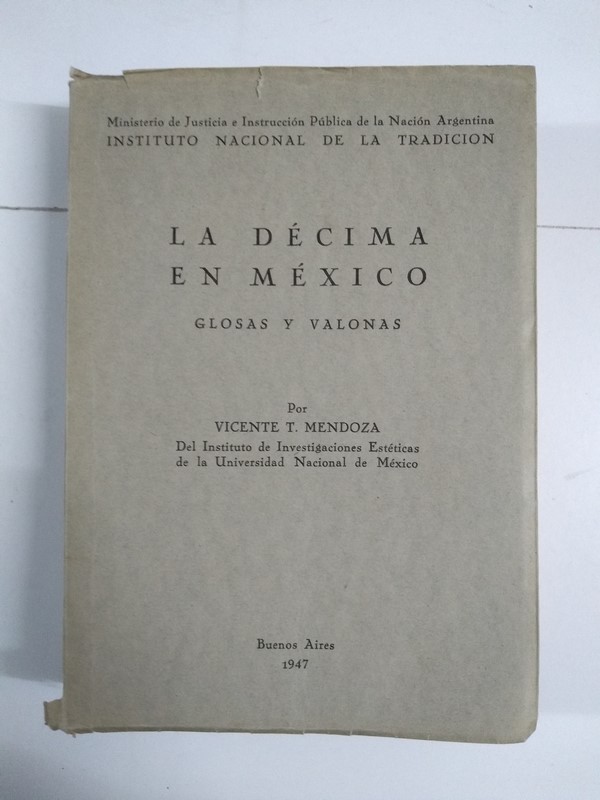 Ministerio de Justicia e Instrucción Pública de la Nación Argentina
INSTITUTO NACIONAL DE LA TRADICION
LA DÉCIMA
EN MÉXICO
GLOSAS Y VALONAS
Por
VICENTE T. MENDOZA
Del Instituto de Investigaciones Estéticas
de la Universidad Nacional de México
Buenos Aires
1947